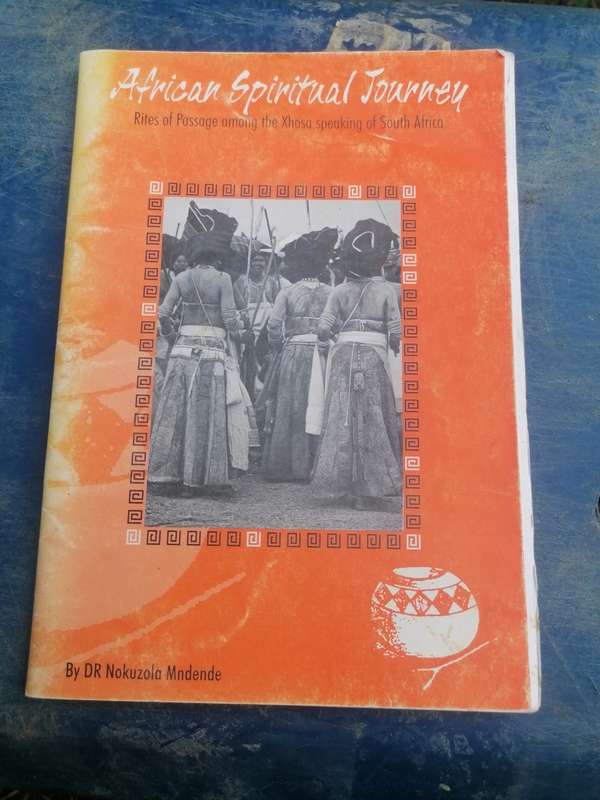 African Spiritual Journey
Rites of Passage among the Xhosa speaking of South Africa
By DR Nokuzola Mndende